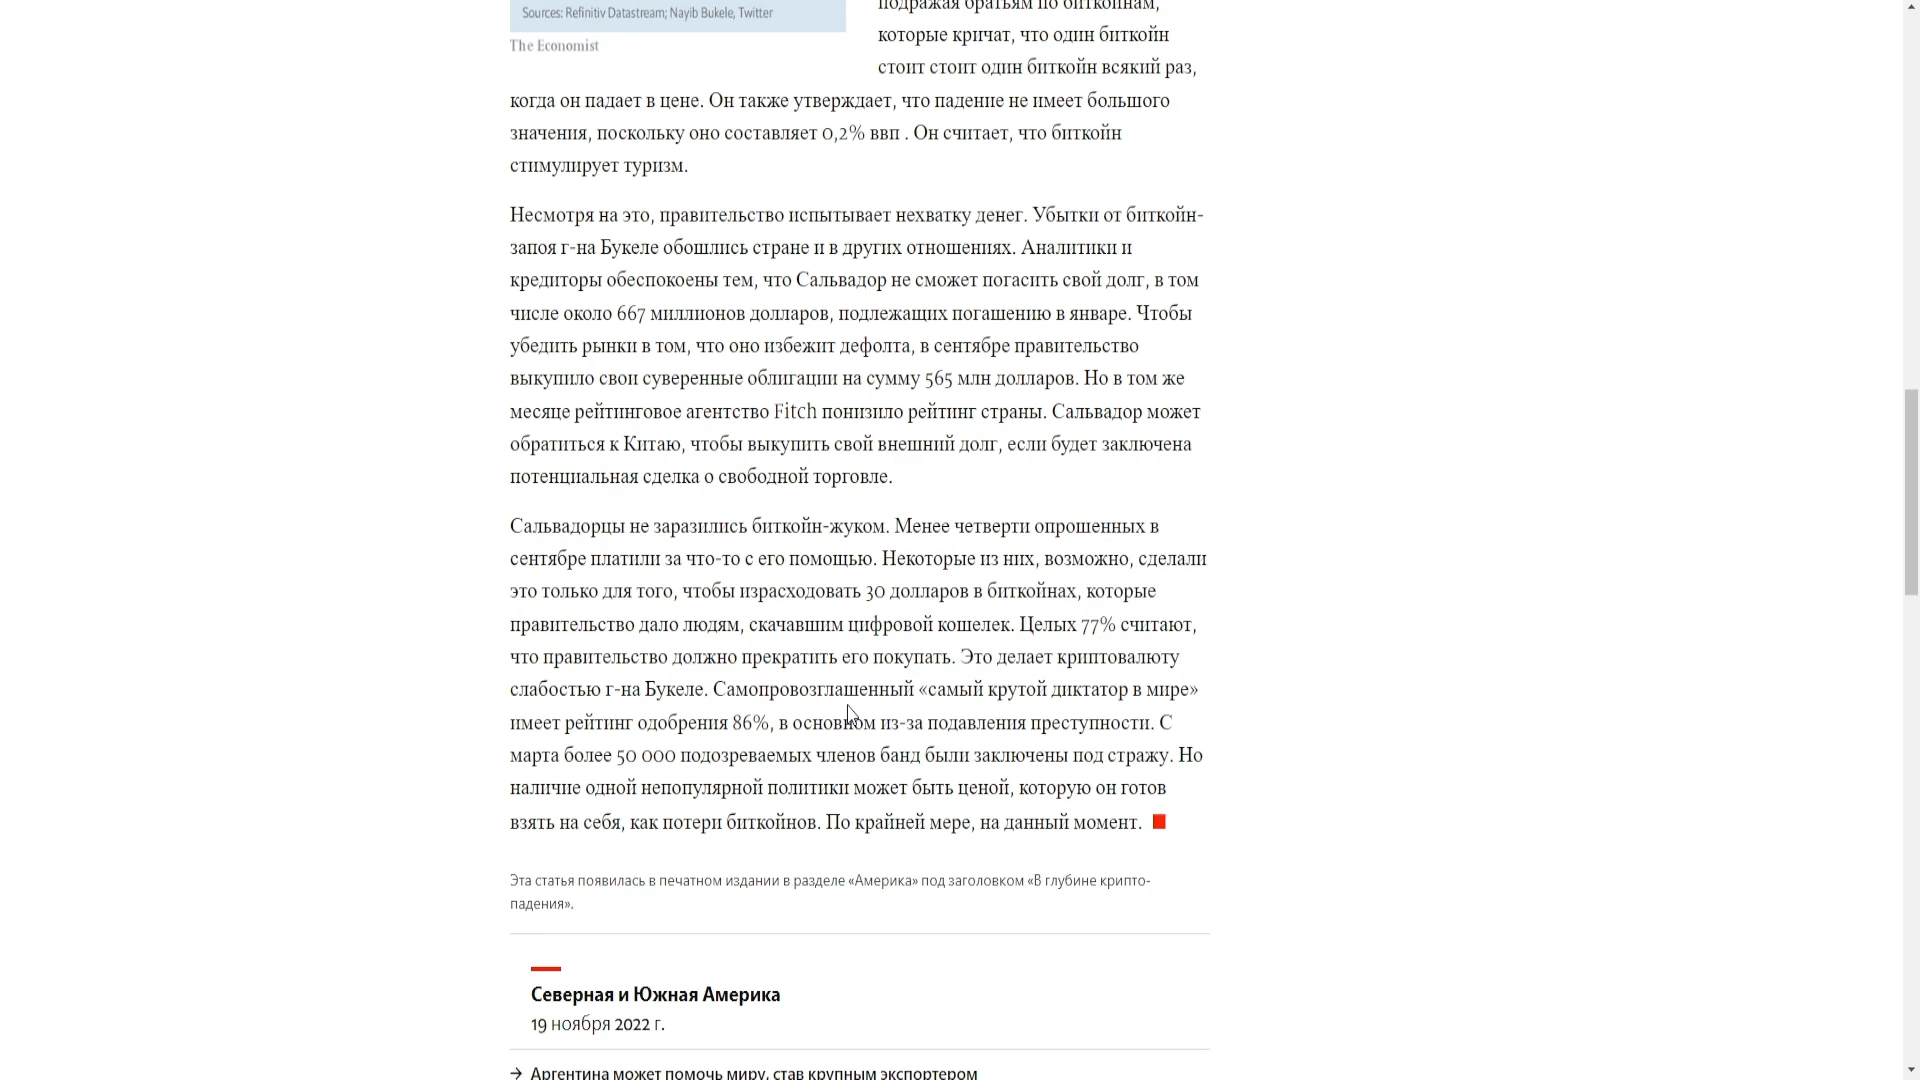 Sources: Refinitiv Datastream; Nayib Bukele, Twitter
The Economist
подражая братьям по биткойнам,
которые кричат, что один биткойн
стоит стоит один биткойн всякий раз,
когда он падает в цене. Он также утверждает, что падение не имеет большого
значения, поскольку оно составляет 0,2% ввп . Он считает, что биткойн
стимулирует туризм.
Несмотря на это, правительство испытывает нехватку денег. Убытки от биткойн-
запоя г-на Букеле обошлись стране и в других отношениях. Аналитики и
кредиторы обеспокоены тем, что Сальвадор не сможет погасить свой долг, в том
числе около 667 миллионов долларов, подлежащих погашению в январе. Чтобы
убедить рынки в том, что оно избежит дефолта, в сентябре правительство
выкупило свои суверенные облигации на сумму 565 млн долларов. Но в том же
месяце рейтинговое агентство Fitch понизило рейтинг страны. Сальвадор может
обратиться к Китаю, чтобы выкупить свой внешний долг, если будет заключена
потенциальная сделка о свободной торговле.
Сальвадорцы не заразились биткойн-жуком. Менее четверти опрошенных в
сентябре платили за что-то с его помощью. Некоторые из них, возможно, сделали
это только для того, чтобы израсходовать 30 долларов в биткойнах, которые
правительство дало людям, скачавшим цифровой кошелек. Целых 77% считают,
что правительство должно прекратить его покупать. Это делает криптовалюту
слабостью г-на Букеле. Самопровозглашенный «самый крутой диктатор в мире»
имеет рейтинг одобрения 86%, в основном из-за подавления преступности. С
марта более 50 000 подозреваемых членов банд были заключены под стражу. Но
наличие одной непопулярной политики может быть ценой, которую он готов
взять на себя, как потери биткойнов. По крайней мере, на данный момент.
Эта статья появилась в печатном издании в разделе «Америка» под заголовком «В глубине крипто-
падения».
Северная и Южная Америка
19 ноября 2022 г.
→ Аргентина может помочь миру, став крупным экспортером